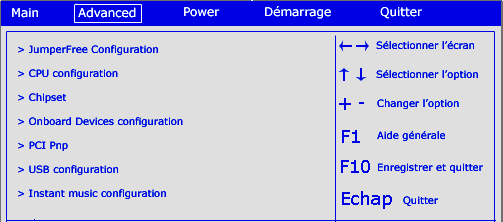 Main Advanced Power Démarrage Quitter
> JumperFree Configuration
> CPU configuration
> Chipset
> Onboard Devices configuration
> PCI Pnp
> USB configuration
> Instant music configuration
←→ Sélectionner l'écran
↑↓ Sélectionner l'option
+ - Changer l'option
F1 Aide générale
F10 Enregistrer et quitter
Echap Quitter